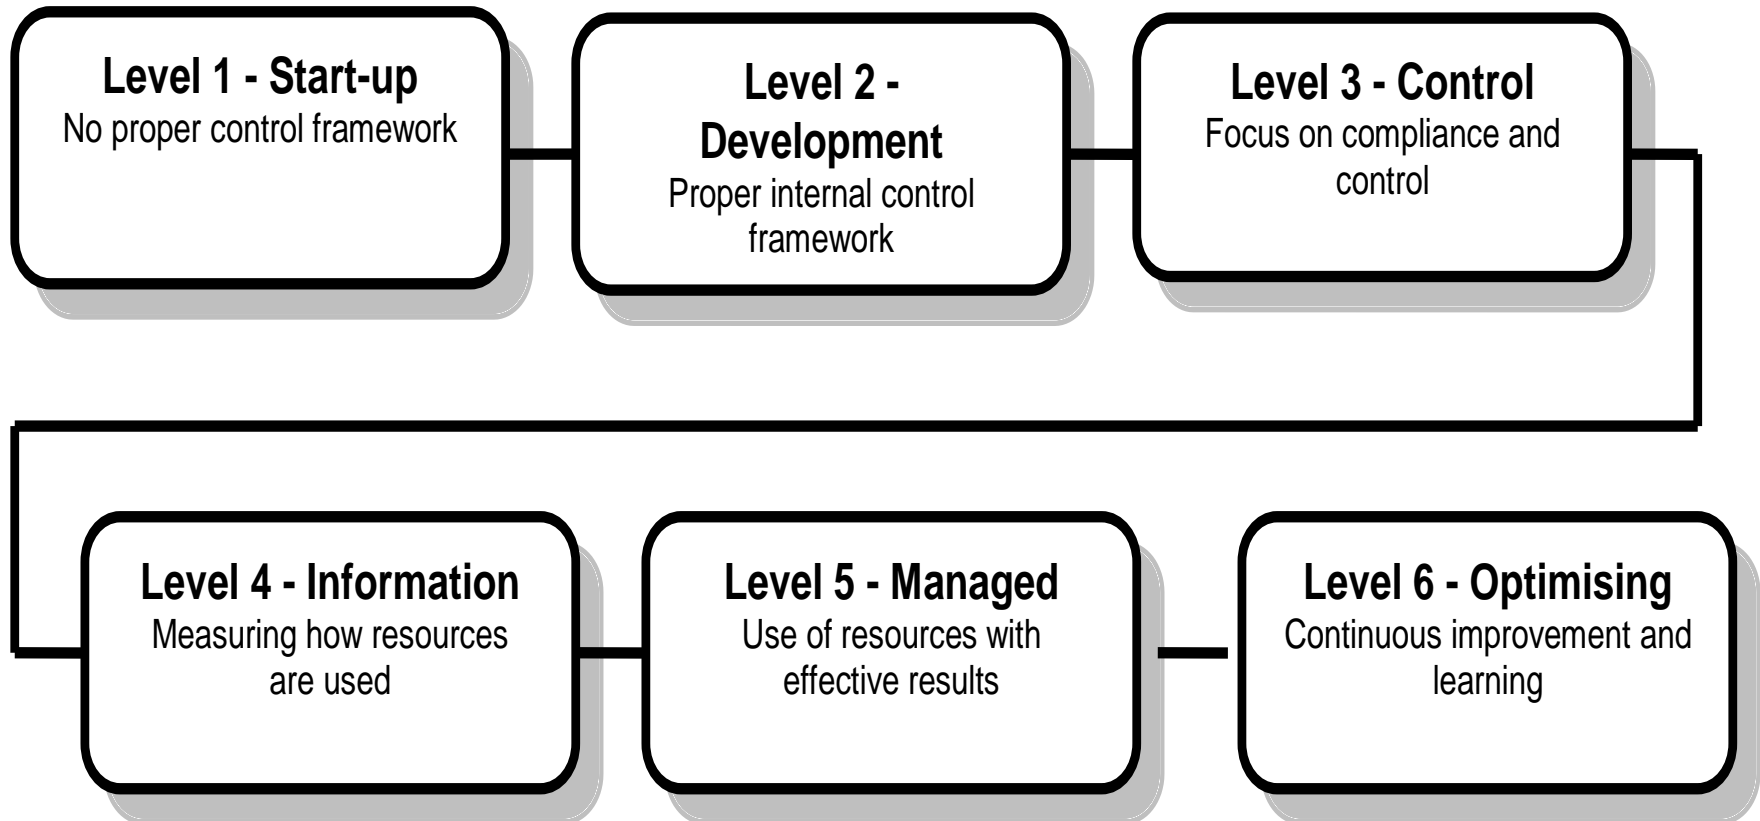 Level 1 - Start-up
No proper control framework
Level 2 -
Development
Proper internal control
framework
Level 3 - Control
Focus on compliance and
control
Level 4 - Information
Measuring how resources
are used
Level 5 - Managed
Use of resources with
effective results
Level 6 - Optimising
Continuous improvement and
learning